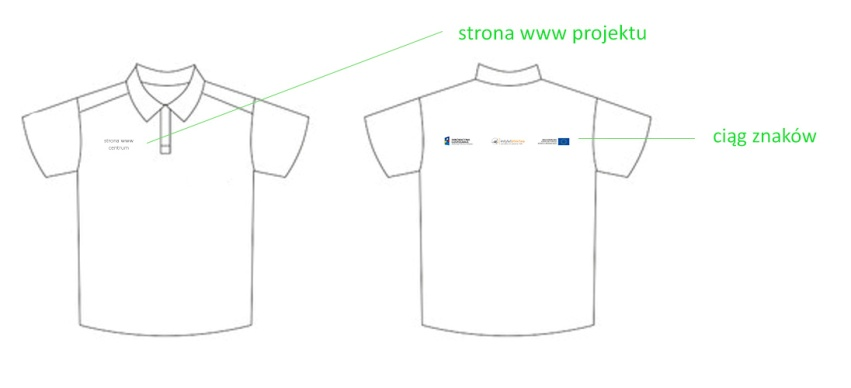 strona www projektu
strona www
centrum
ciąg znaków